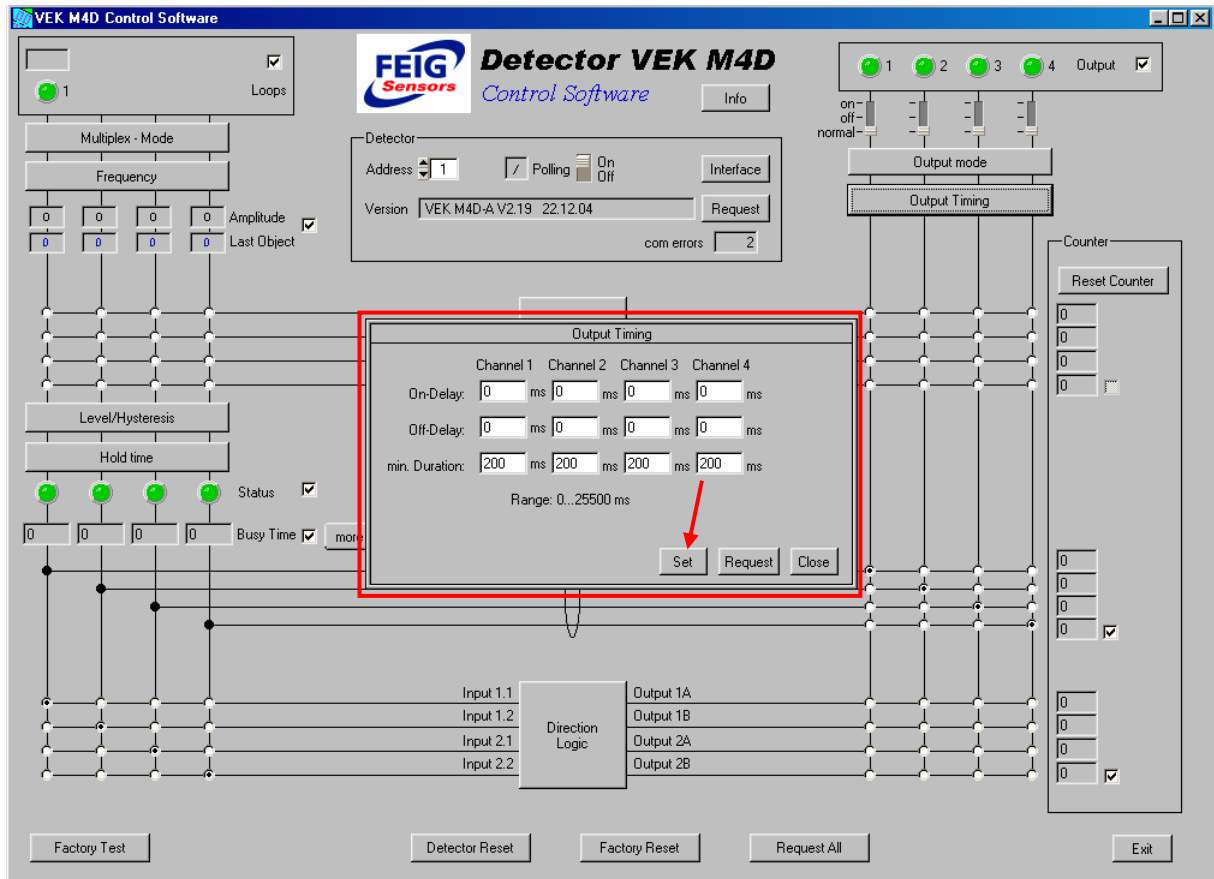 VEK M4D Control Software
Loops
1
FEIG
Sensors
Detector VEK M4D
Control Software
Info
1 2 3 4 Output
on
off
normal
Multiplex - Mode
Frequency
Detector
Address 1 / Polling On
Off
Interface
Version VEK M4D-A V2.19 22.12.04 Request
com errors 2
Output mode
Output Timing
0 0 0 0 Amplitude
0 0 0 0 Last Object
Counter
Reset Counter
0
0
0
0
Output Timing
Channel 1 Channel 2 Channel 3 Channel 4
On-Delay: 0 ms 0 ms 0 ms 0 ms
Off-Delay: 0 ms 0 ms 0 ms 0 ms
min. Duration: 200 ms 200 ms 200 ms 200 ms
Range: 0...25500 ms
Set Request Close
Level/Hysteresis
Hold time
Status
0 0 0 0 Busy Time more
0
0
0
0
Input 1.1
Input 1.2
Input 2.1
Input 2.2
Direction
Logic
Output 1A
Output 1B
Output 2A
Output 2B
0
0
0
0
Factory Test Detector Reset Factory Reset Request All Exit